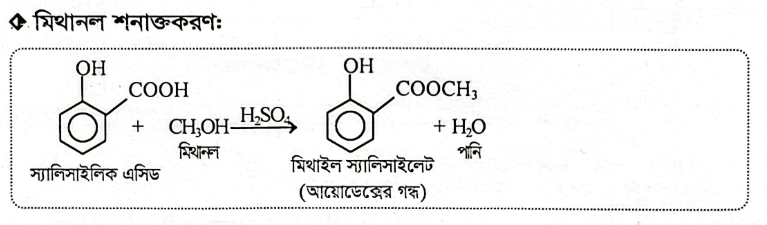 ❖ মিথানল শনাক্তকরণঃ
OH OH
COOH COOCH₃
+ CH₃OH H₂SO₄ + H₂O
মিথানল পানি
স্যালিসাইলিক এসিড মিথাইল স্যালিসাইলেট
(আয়োডেক্সের গন্ধ)